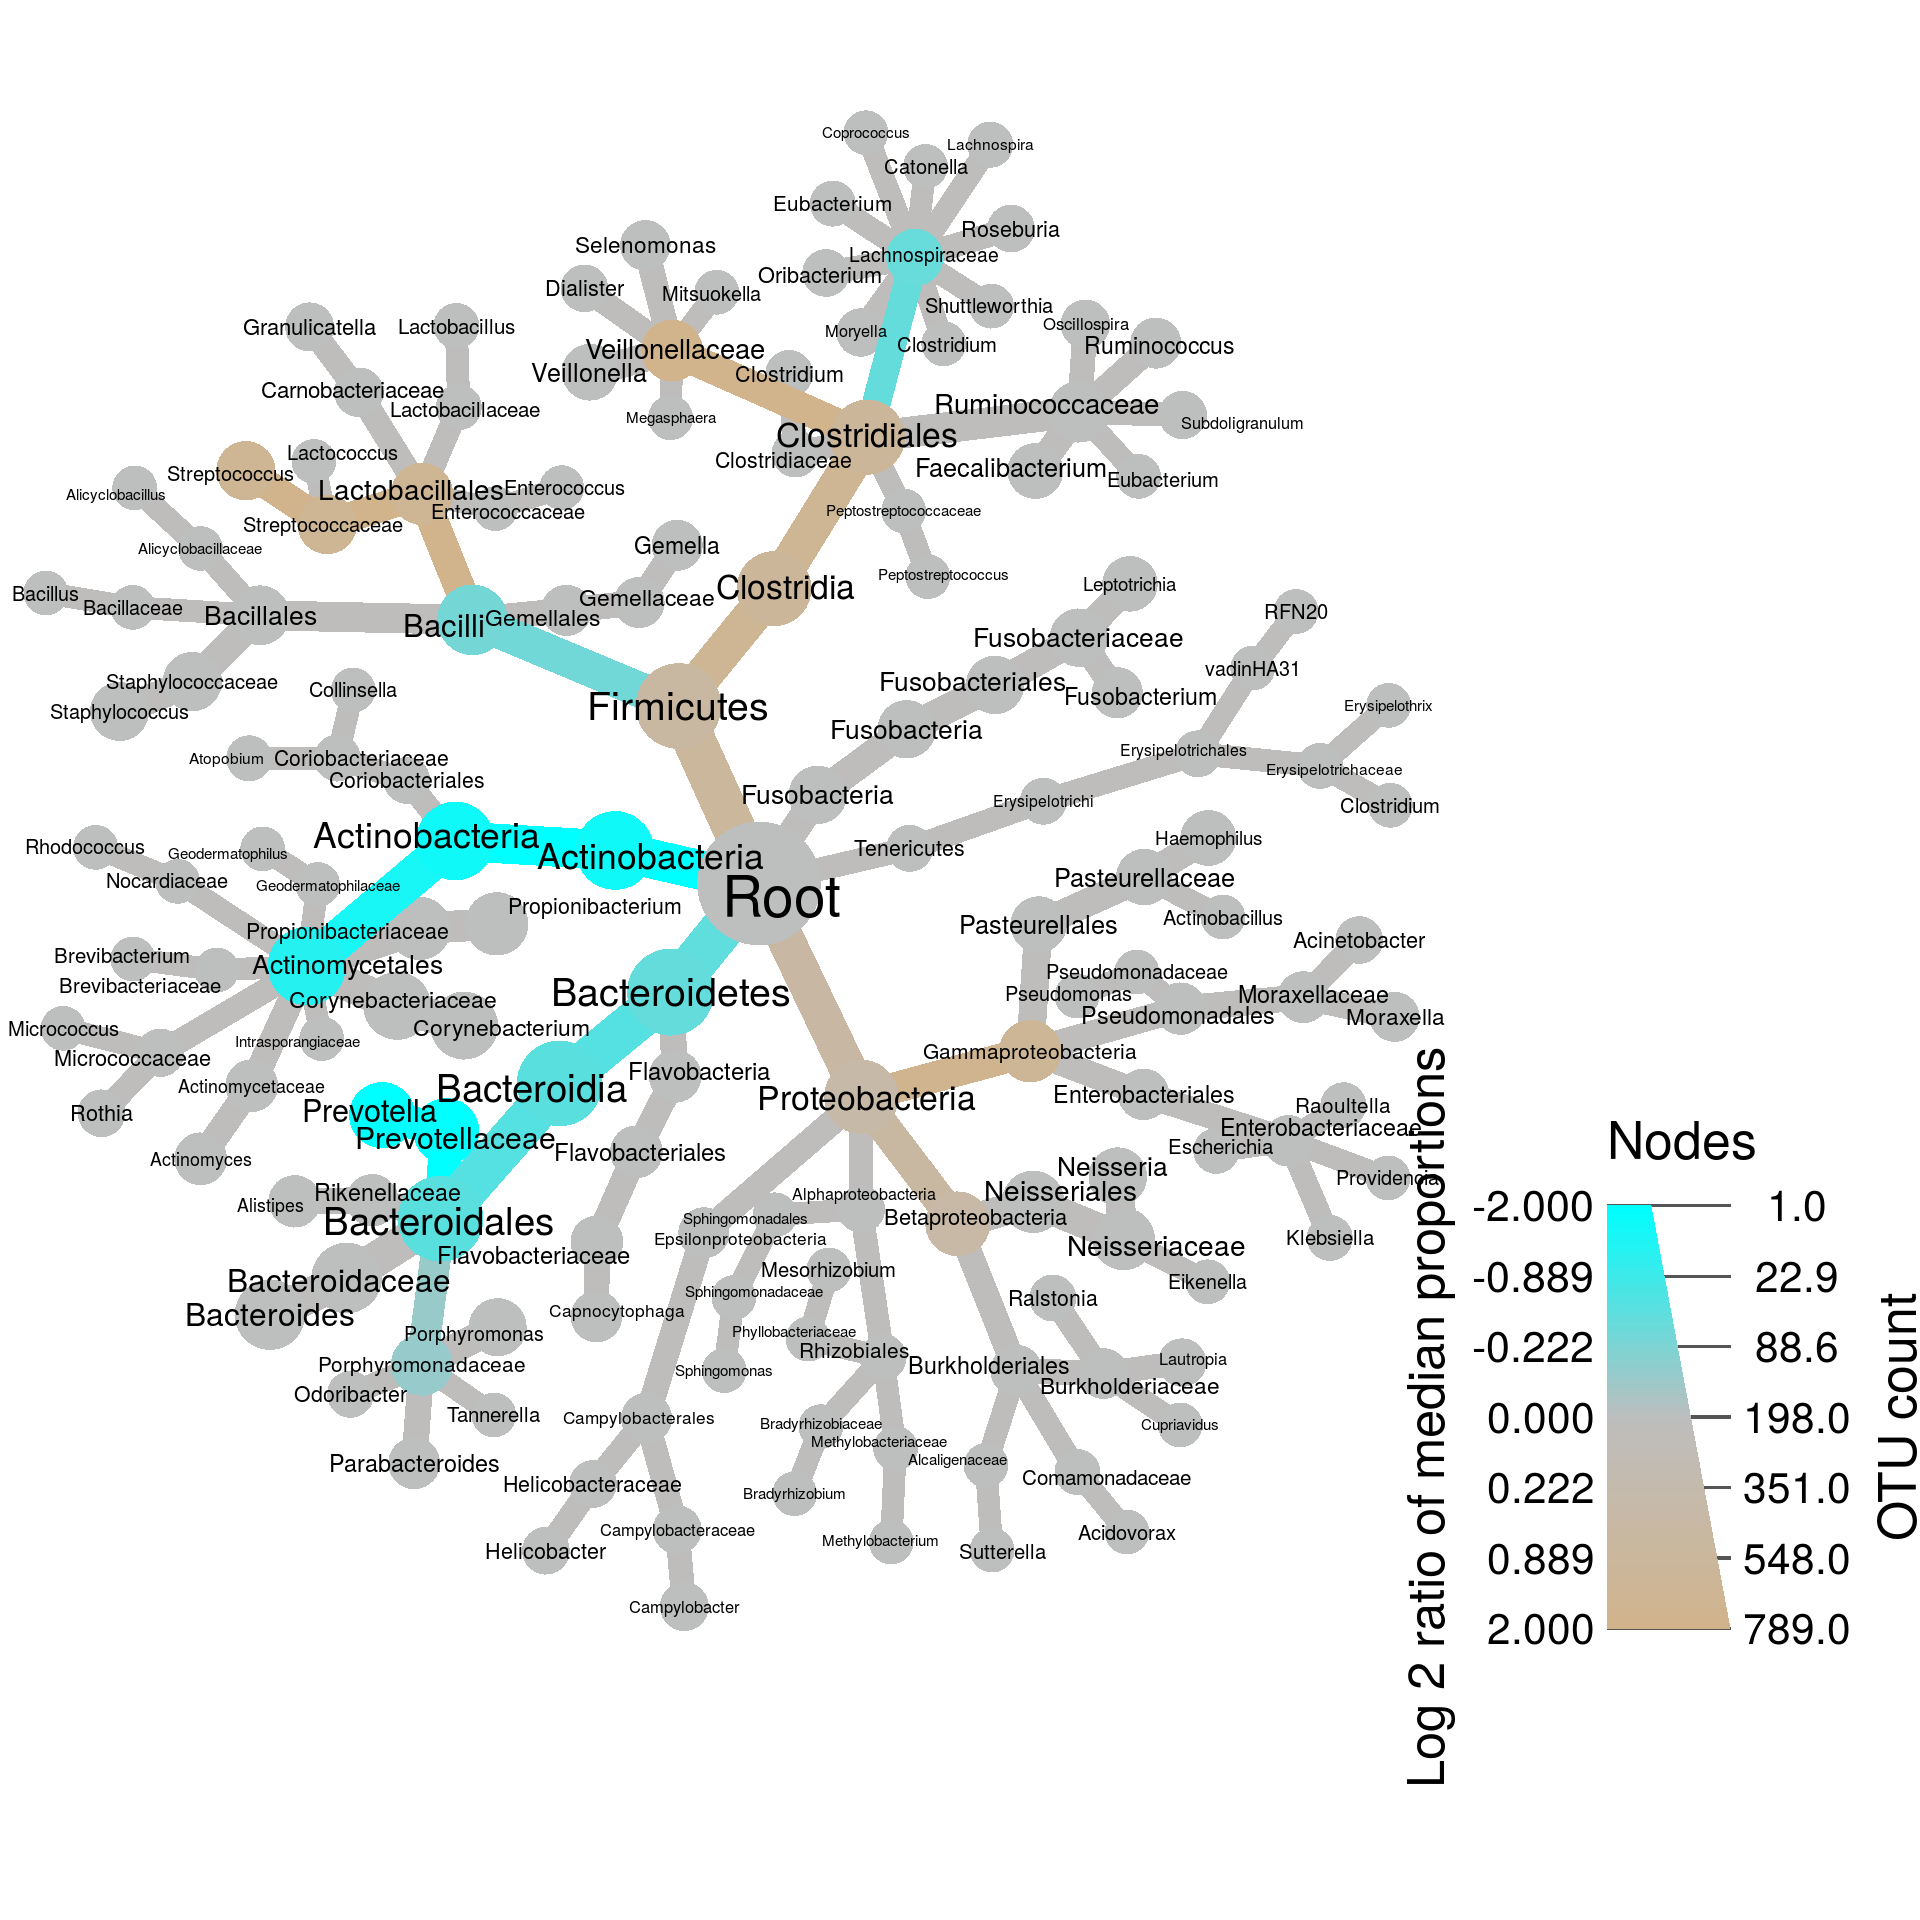 Coprococcus
Lachnospira
Catonella
Eubacterium
Roseburia
Selenomonas
Lachnospiraceae
Oribacterium
Dialister
Mitsuokella
Shuttleworthia
Granulicatella
Lactobacillus
Moryella
Oscillospira
Clostridium
Ruminococcus
Veillonellaceae
Veillonella
Clostridium
Carnobacteriaceae
Lactobacillaceae
Ruminococcaceae
Megasphaera
Subdoligranulum
Clostridiales
Lactococcus
Clostridiaceae
Faecalibacterium
Streptococcus
Eubacterium
Lactobacillales
Enterococcus
Alicyclobacillus
Enterococcaceae
Peptostreptococcaceae
Streptococcaceae
Gemella
Alicyclobacillaceae
Peptostreptococcus
Leptotrichia
Clostridia
Bacillus
Gemellaceae
Bacillaceae
RFN20
Bacillales
Gemellales
Bacilli
Fusobacteriaceae
vadinHA31
Staphylococcaceae
Fusobacteriales
Collinsella
Fusobacterium
Firmicutes
Erysipelothrix
Staphylococcus
Fusobacteria
Erysipelotrichales
Atopobium
Coriobacteriaceae
Erysipelotrichaceae
Coriobacteriales
Fusobacteria
Erysipelotrichi
Clostridium
Actinobacteria
Haemophilus
Rhodococcus
Tenericutes
Geodermatophilus
Actinobacteria
Pasteurellaceae
Nocardiaceae
Geodermatophilaceae
Root
Propionibacterium
Actinobacillus
Pasteurellales
Propionibacteriaceae
Acinetobacter
Brevibacterium
Actinomycetales
Pseudomonadaceae
Brevibacteriaceae
Bacteroidetes
Pseudomonas
Moraxellaceae
Corynebacteriaceae
Pseudomonadales
Moraxella
Micrococcus
Corynebacterium
Intrasporangiaceae
Gammaproteobacteria
Micrococcaceae
Flavobacteria
Actinomycetaceae
Bacteroidia
Enterobacteriales
Proteobacteria
Raoultella
Prevotella
Rothia
Enterobacteriaceae
Prevotellaceae
Escherichia
Flavobacteriales
Actinomyces
Neisseria
Providencia
Rikenellaceae
Neisseriales
Alphaproteobacteria
Alistipes
Bacteroidales
Sphingomonadales
Betaproteobacteria
Epsilonproteobacteria
Klebsiella
Neisseriaceae
Flavobacteriaceae
Mesorhizobium
Bacteroidaceae
Eikenella
Sphingomonadaceae
Ralstonia
Bacteroides
Capnocytophaga
Porphyromonas
Phyllobacteriaceae
Rhizobiales
Lautropia
Porphyromonadaceae
Burkholderiales
Sphingomonas
Burkholderiaceae
Odoribacter
Tannerella
Campylobacterales
Bradyrhizobiaceae
Cupriavidus
Methylobacteriaceae
Alcaligenaceae
Parabacteroides
Comamonadaceae
Helicobacteraceae
Bradyrhizobium
Campylobacteraceae
Acidovorax
Methylobacterium
Helicobacter
Sutterella
Campylobacter
Nodes
Log 2 ratio of median proportions
OTU count
-2.000 1.0
-0.889 22.9
-0.222 88.6
0.000 198.0
0.222 351.0
0.889 548.0
2.000 789.0